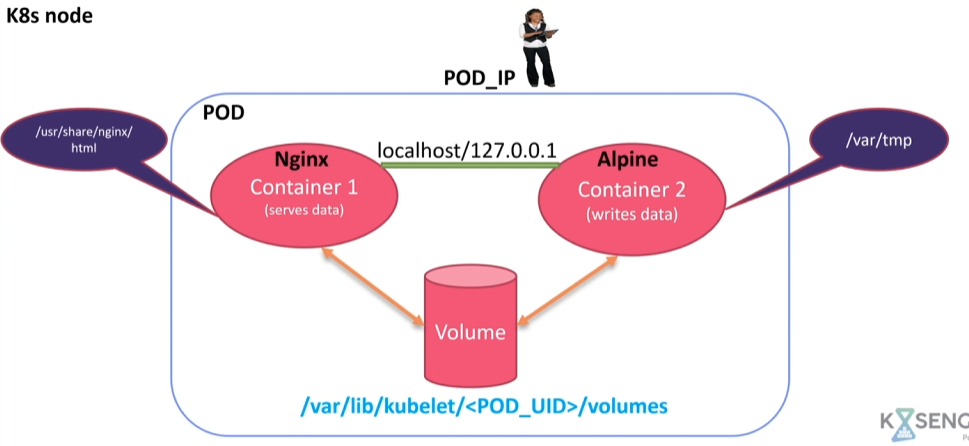 K8s node
POD_IP
POD
/usr/share/nginx/
html
localhost/127.0.0.1
/var/tmp
Nginx
Container 1
(serves data)
Alpine
Container 2
(writes data)
Volume
/var/lib/kubelet/<POD_UID>/volumes